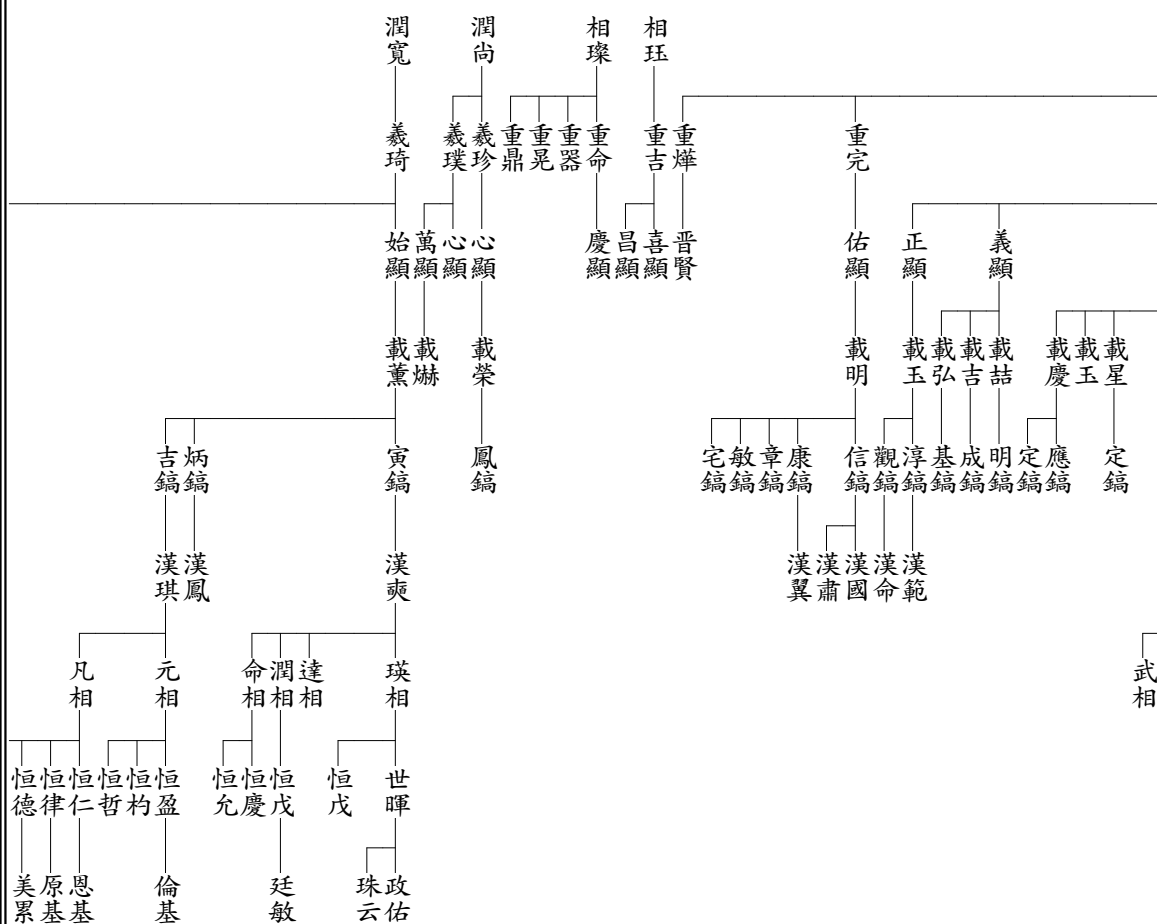 相珏
相璨
潤尚
潤寬
重完
重燁
重吉
重命
重器
重晃
重鼎
羲珍
羲璞
羲琦
義顯
正顯
佑顯
晋賢
喜顯
昌顯
慶顯
心顯
心顯
萬顯
始顯
載星
載玉
載慶
載喆
載吉
載弘
載玉
載明
載榮
載爀
載薰
定鎬
應鎬
定鎬
明鎬
成鎬
基鎬
淳鎬
觀鎬
信鎬
康鎬
章鎬
敏鎬
宅鎬
鳳鎬
寅鎬
炳鎬
吉鎬
漢範
漢命
漢國
漢肅
漢翼
漢奭
漢鳳
漢琪
武相
瑛相
達相
潤相
命相
元相
凡相
世暉
恒戊
恒戊
恒慶
恒允
恒盈
恒杓
恒哲
恒仁
恒律
恒德
政佑
珠云
廷敏
倫基
恩基
原基
美累